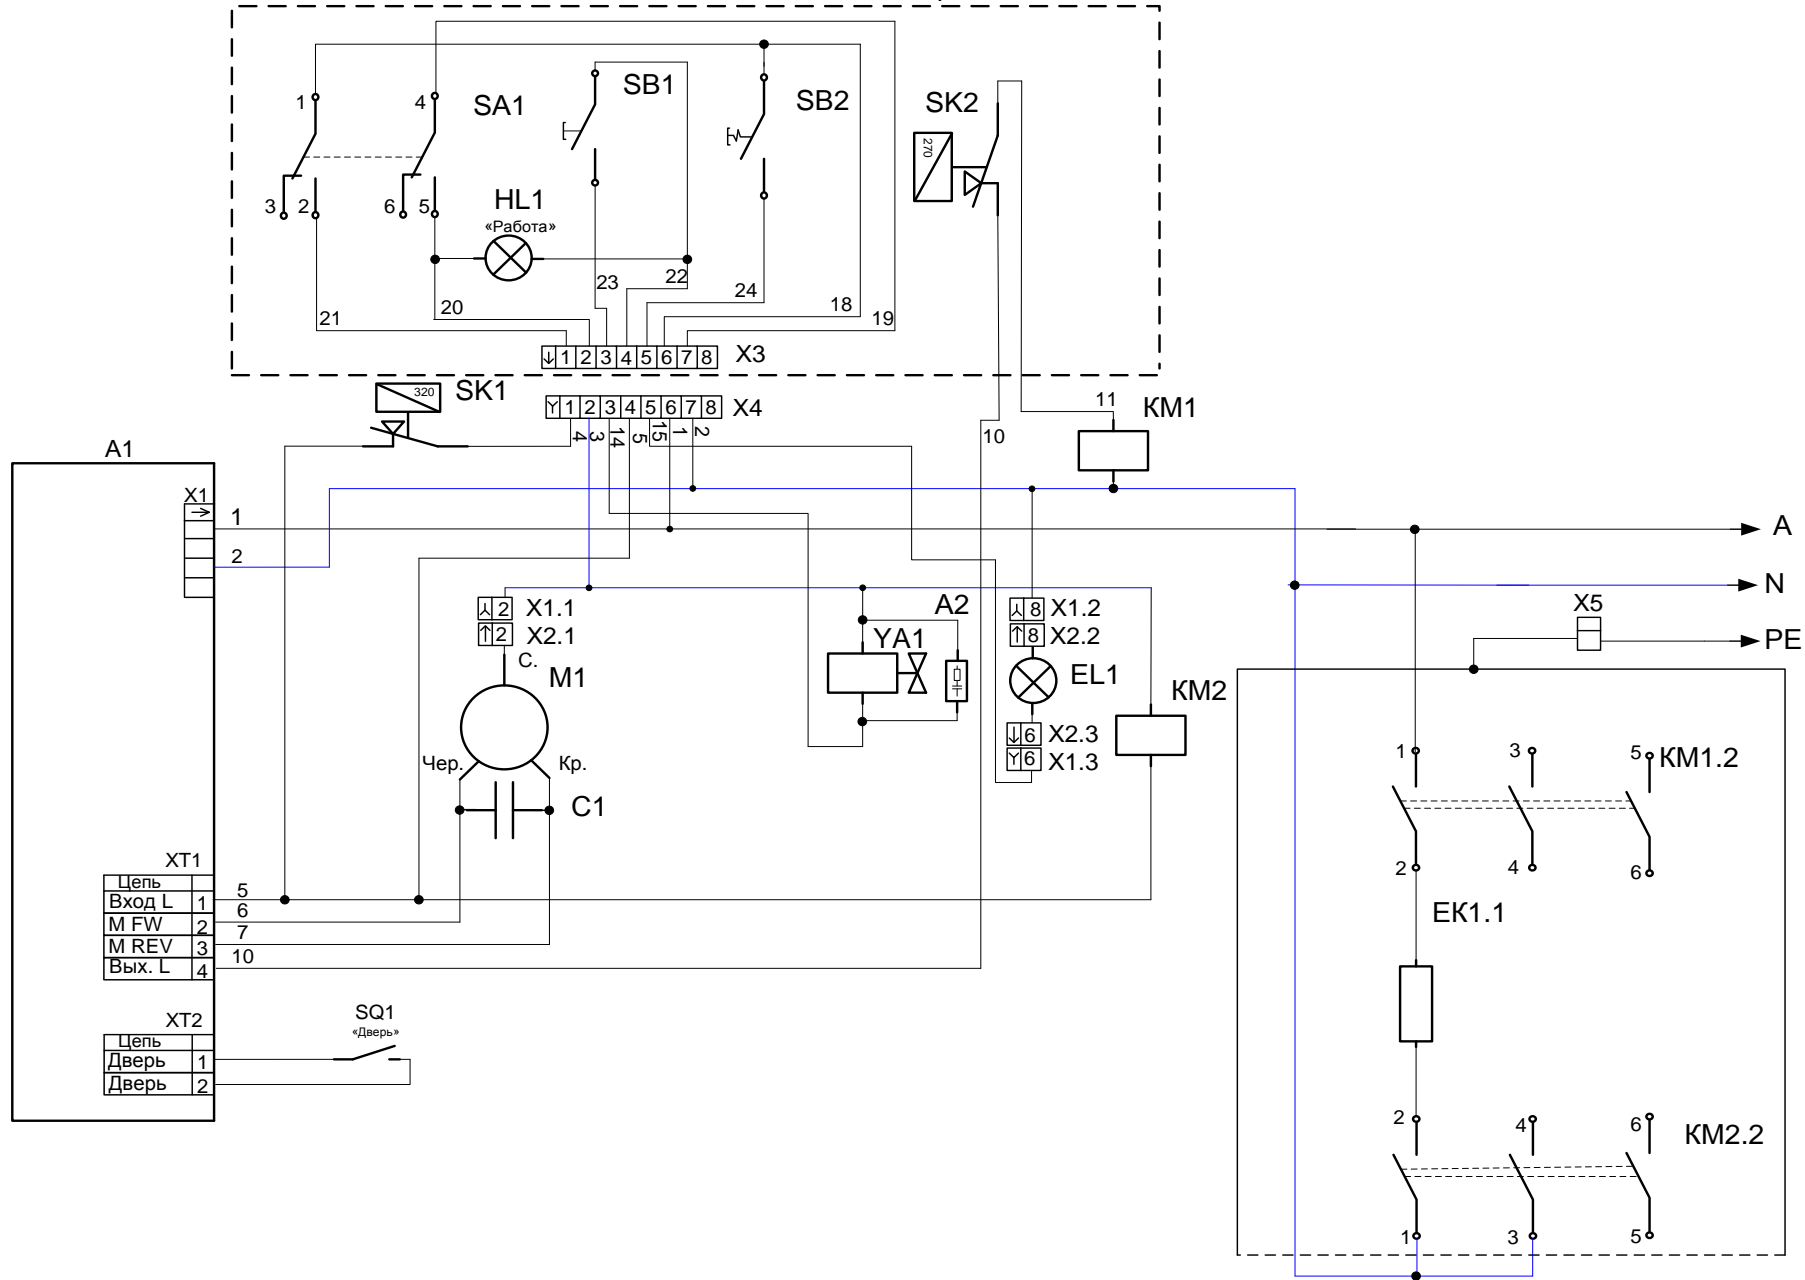 SA1
SB1
SB2
SK2
270
1
4
3
2
6
5
HL1
«Работа»
23
22
24
18
19
21
20
1 2 3 4 5 6 7 8
X3
320
SK1
1 2 3 4 5 6 7 8
X4
4
3
14
5
15
1
2
10
11
KM1
A1
X1
1
2
A
N
X5
PE
2
X1.1
2
X2.1
C.
M1
Чер.
Кр.
C1
A2
YA1
8
X1.2
8
X2.2
EL1
6
X2.3
6
X1.3
KM2
1
3
5
KM1.2
2
4
6
EK1.1
2
4
6
KM2.2
1
3
5
XT1
Цепь
Вход L 1
5
M FW 2
6
M REV 3
7
Вых. L 4
10
XT2
Цепь
Дверь 1
Дверь 2
SQ1
«Дверь»